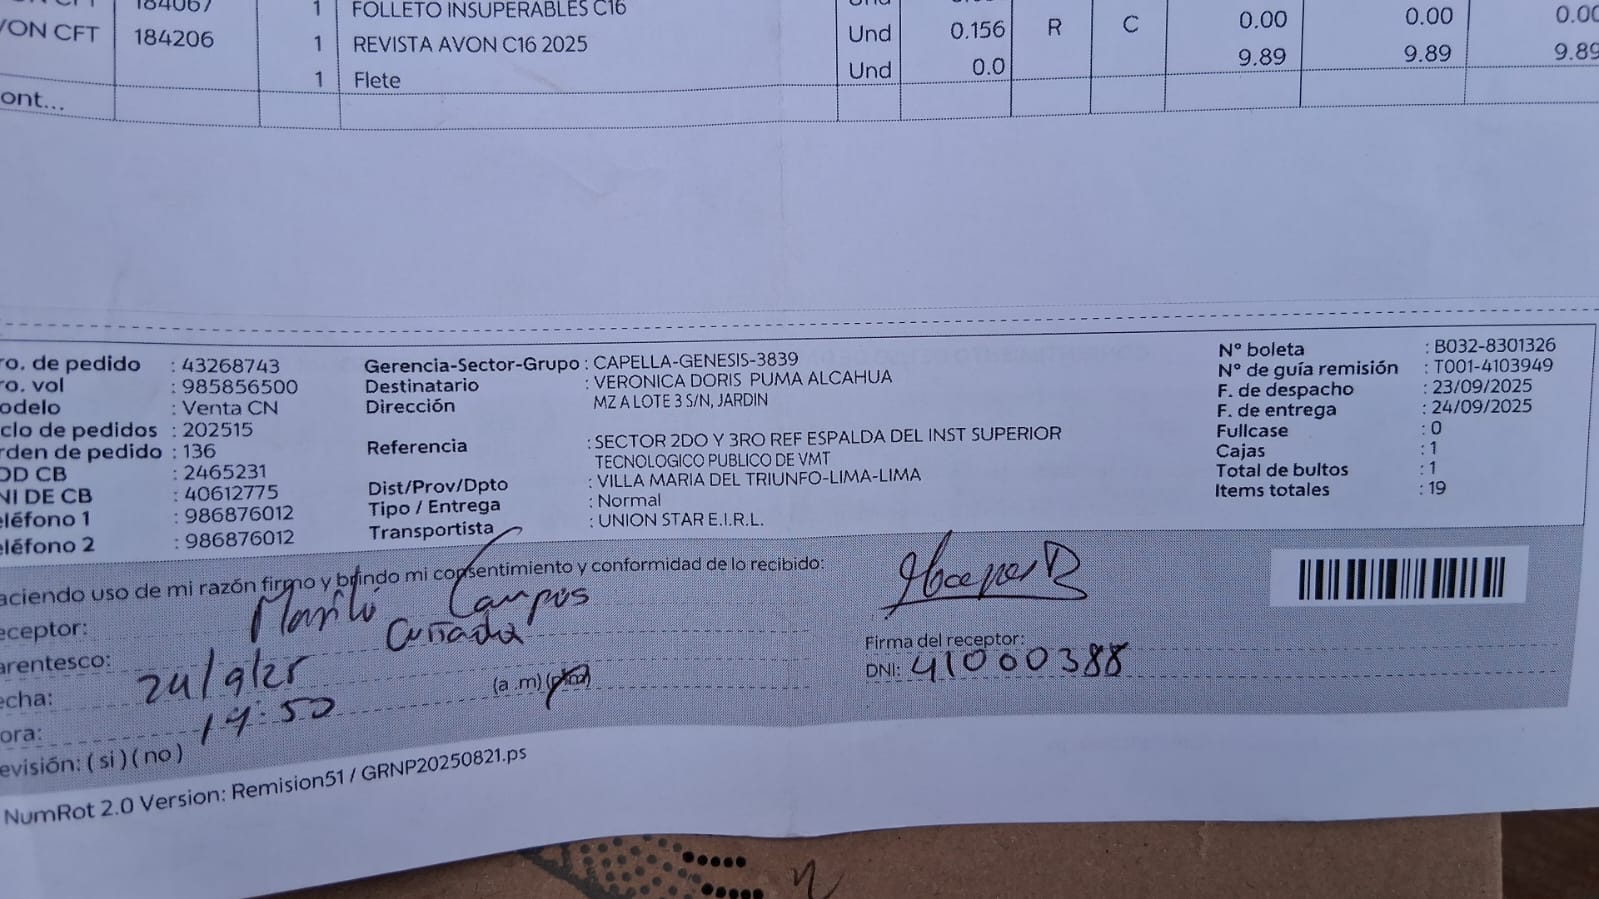 184067 1 FOLLETO INSUPERABLES C16 Und 0.00 0.00 0.00
VON CFT 184206 1 REVISTA AVON C16 2025 Und 0.156 R C 9.89 9.89 9.89
1 Flete Und 0.0
ont...
ro. de pedido : 43268743
ro. vol : 985856500
odelo : Venta CN
clo de pedidos : 202515
rden de pedido : 136
OD CB : 2465231
NI DE CB : 40612775
eléfono 1 : 986876012
eléfono 2 : 986876012
Gerencia-Sector-Grupo : CAPELLA-GENESIS-3839
Destinatario : VERONICA DORIS PUMA ALCAHUA
Dirección MZ A LOTE 3 S/N, JARDIN
Referencia : SECTOR 2DO Y 3RO REF ESPALDA DEL INST SUPERIOR
TECNOLOGICO PUBLICO DE VMT
Dist/Prov/Dpto : VILLA MARIA DEL TRIUNFO-LIMA-LIMA
Tipo / Entrega : Normal
Transportista : UNION STAR E.I.R.L.
N° boleta : B032-8301326
N° de guía remisión : T001-4103949
F. de despacho : 23/09/2025
F. de entrega : 24/09/2025
Fullcase : 0
Cajas : 1
Total de bultos : 1
Items totales : 19
aciendo uso de mi razón firmo y brindo mi consentimiento y conformidad de lo recibido:
eceptor: Campos
arentesco: Cuñada
echa: 24/9/25
ora: 19:50 (a .m) (p.m)
evisión: ( si ) ( no )
Firma del receptor:
DNI: 41000388
NumRot 2.0 Version: Remision51 / GRNP20250821.ps